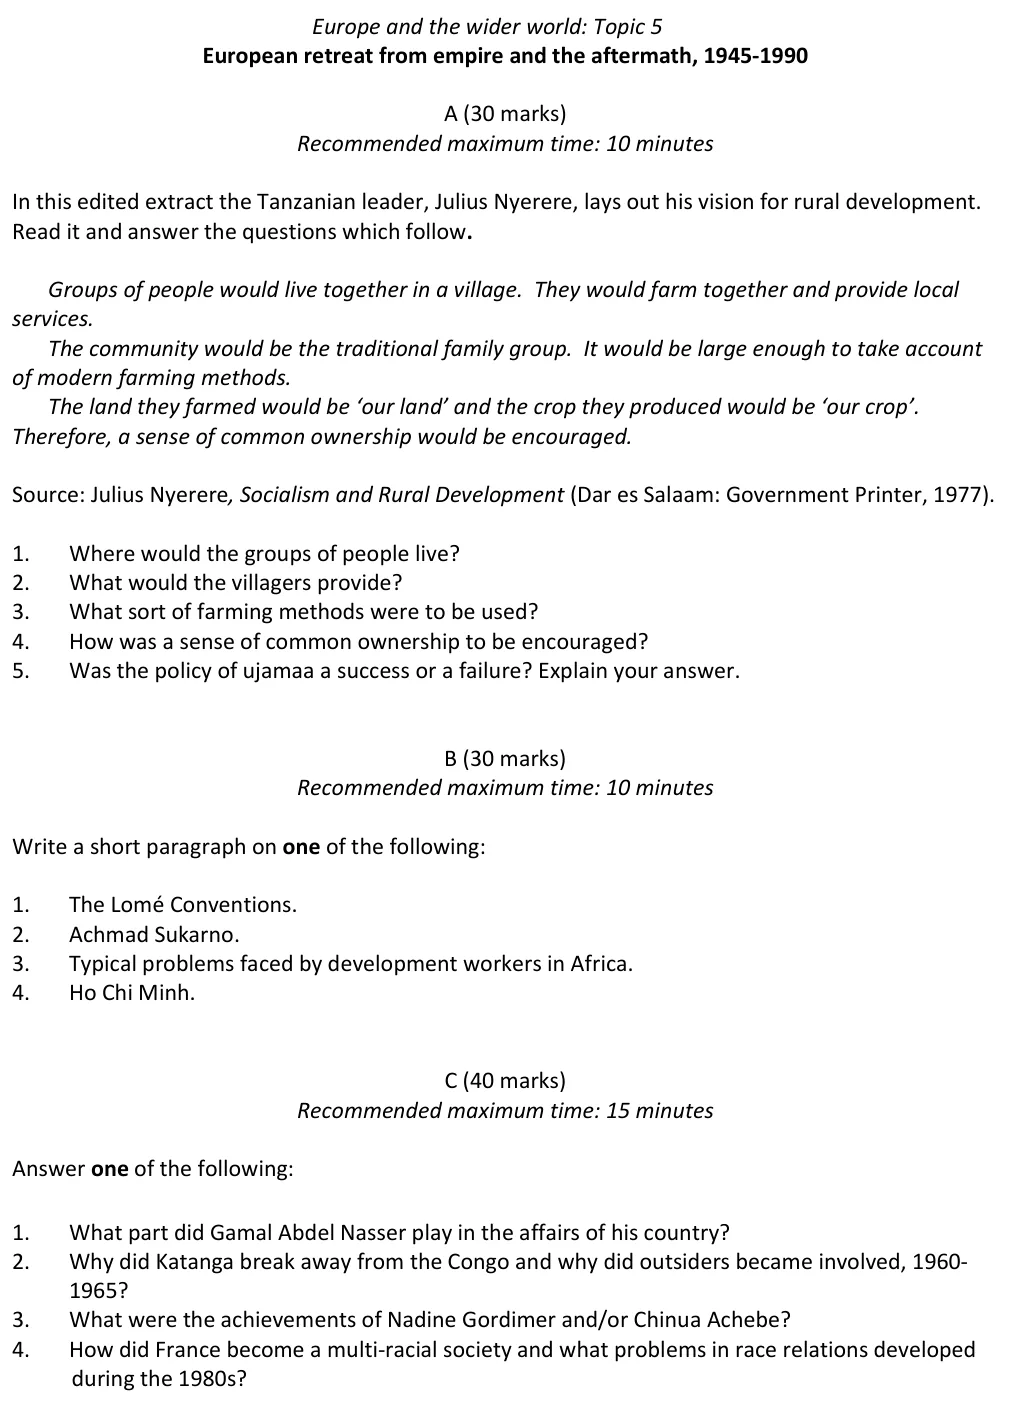 Europe and the wider world: Topic 5
European retreat from empire and the aftermath, 1945-1990
A (30 marks)
Recommended maximum time: 10 minutes
In this edited extract the Tanzanian leader, Julius Nyerere, lays out his vision for rural development.
Read it and answer the questions which follow.
Groups of people would live together in a village.  They would farm together and provide local
services.
The community would be the traditional family group.  It would be large enough to take account
of modern farming methods.
The land they farmed would be ‘our land’ and the crop they produced would be ‘our crop’.
Therefore, a sense of common ownership would be encouraged.
Source: Julius Nyerere, Socialism and Rural Development (Dar es Salaam: Government Printer, 1977).
1. Where would the groups of people live?
2. What would the villagers provide?
3. What sort of farming methods were to be used?
4. How was a sense of common ownership to be encouraged?
5. Was the policy of ujamaa a success or a failure? Explain your answer.
B (30 marks)
Recommended maximum time: 10 minutes
Write a short paragraph on one of the following:
1. The Lomé Conventions.
2. Achmad Sukarno.
3. Typical problems faced by development workers in Africa.
4. Ho Chi Minh.
C (40 marks)
Recommended maximum time: 15 minutes
Answer one of the following:
1. What part did Gamal Abdel Nasser play in the affairs of his country?
2. Why did Katanga break away from the Congo and why did outsiders became involved, 1960-
1965?
3. What were the achievements of Nadine Gordimer and/or Chinua Achebe?
4. How did France become a multi-racial society and what problems in race relations developed
during the 1980s?